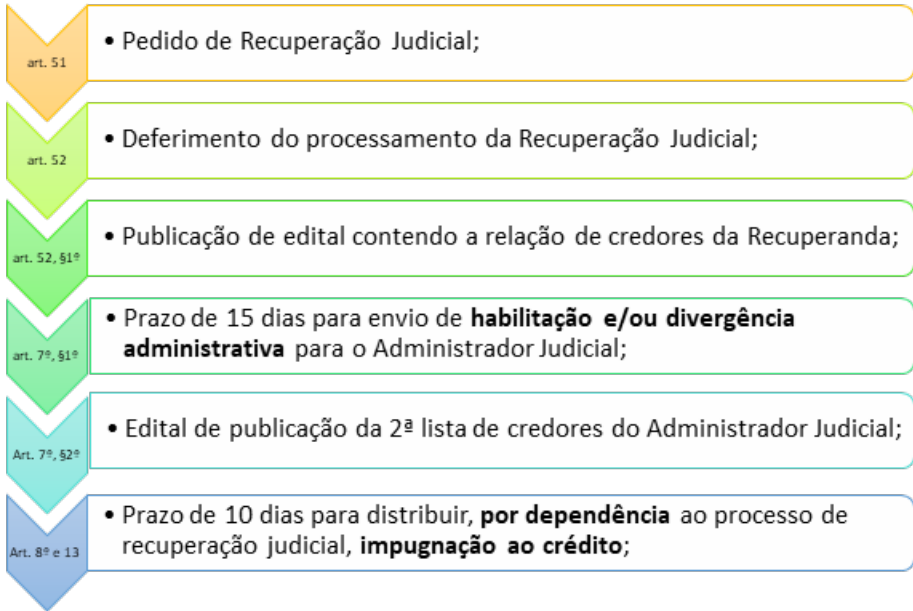 art. 51
• Pedido de Recuperação Judicial;
art. 52
• Deferimento do processamento da Recuperação Judicial;
art. 52, §1º
• Publicação de edital contendo a relação de credores da Recuperanda;
art. 7º, §1º
• Prazo de 15 dias para envio de habilitação e/ou divergência
administrativa para o Administrador Judicial;
Art. 7º, §2º
• Edital de publicação da 2ª lista de credores do Administrador Judicial;
Art. 8º e 13
• Prazo de 10 dias para distribuir, por dependência ao processo de
recuperação judicial, impugnação ao crédito;